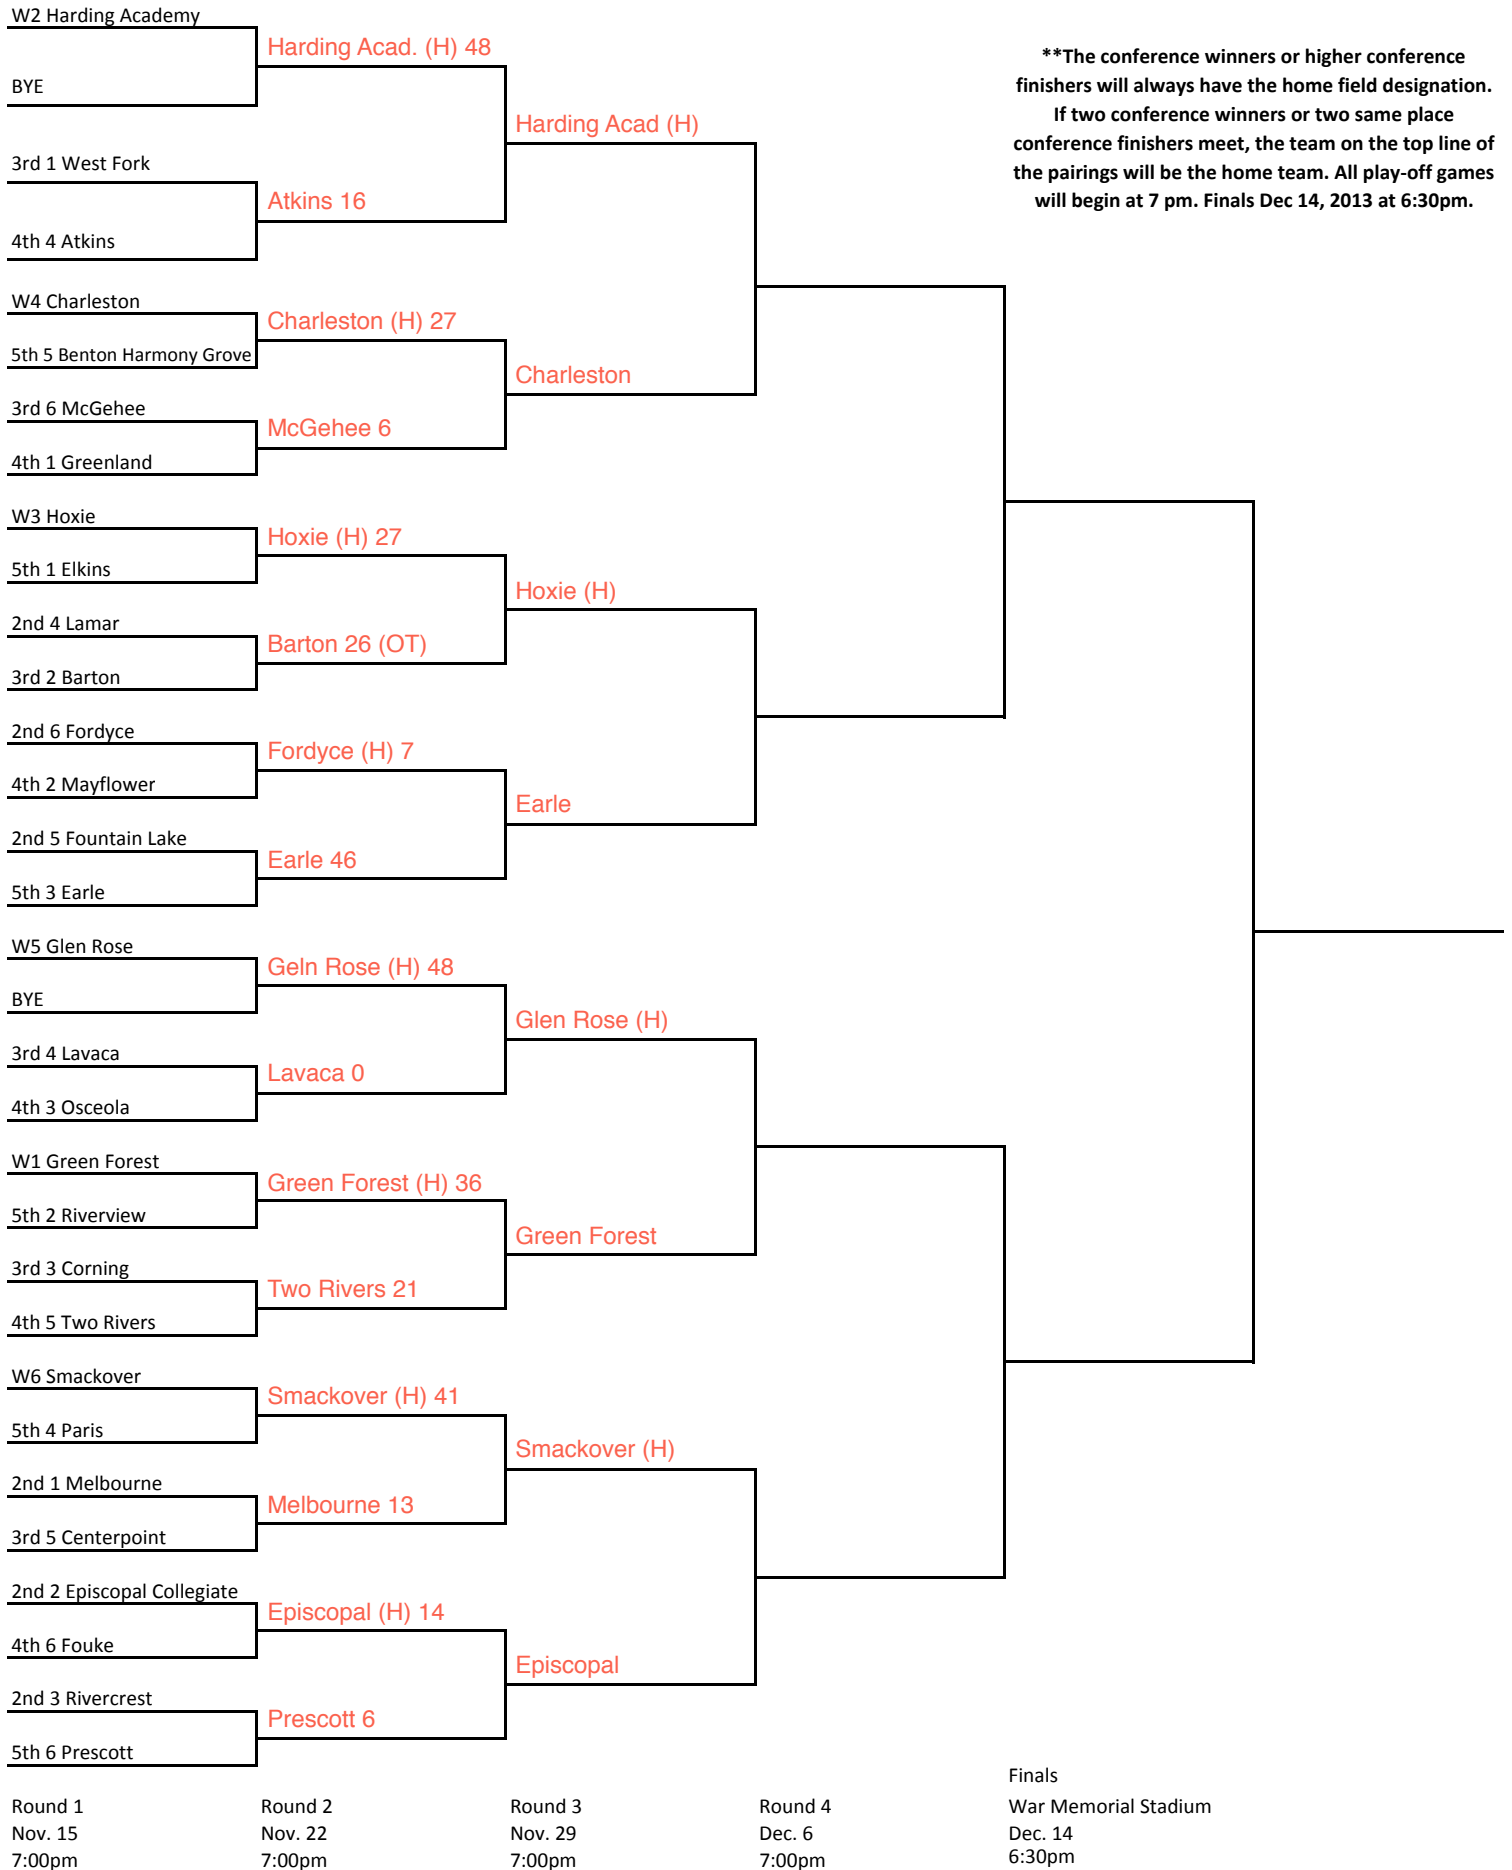 W2 Harding Academy
BYE
3rd 1 West Fork
4th 4 Atkins
W4 Charleston
5th 5 Benton Harmony Grove
3rd 6 McGehee
4th 1 Greenland
W3 Hoxie
5th 1 Elkins
2nd 4 Lamar
3rd 2 Barton
2nd 6 Fordyce
4th 2 Mayflower
2nd 5 Fountain Lake
5th 3 Earle
W5 Glen Rose
BYE
3rd 4 Lavaca
4th 3 Osceola
W1 Green Forest
5th 2 Riverview
3rd 3 Corning
4th 5 Two Rivers
W6 Smackover
5th 4 Paris
2nd 1 Melbourne
3rd 5 Centerpoint
2nd 2 Episcopal Collegiate
4th 6 Fouke
2nd 3 Rivercrest
5th 6 Prescott
Harding Acad. (H) 48
Atkins 16
Charleston (H) 27
McGehee 6
Hoxie (H) 27
Barton 26 (OT)
Fordyce (H) 7
Earle 46
Geln Rose (H) 48
Lavaca 0
Green Forest (H) 36
Two Rivers 21
Smackover (H) 41
Melbourne 13
Episcopal (H) 14
Prescott 6
Harding Acad (H)
Charleston
Hoxie (H)
Earle
Glen Rose (H)
Green Forest
Smackover (H)
Episcopal
**The conference winners or higher conference
finishers will always have the home field designation.
If two conference winners or two same place
conference finishers meet, the team on the top line of
the pairings will be the home team. All play-off games
will begin at 7 pm. Finals Dec 14, 2013 at 6:30pm.
Round 1
Nov. 15
7:00pm
Round 2
Nov. 22
7:00pm
Round 3
Nov. 29
7:00pm
Round 4
Dec. 6
7:00pm
Finals
War Memorial Stadium
Dec. 14
6:30pm